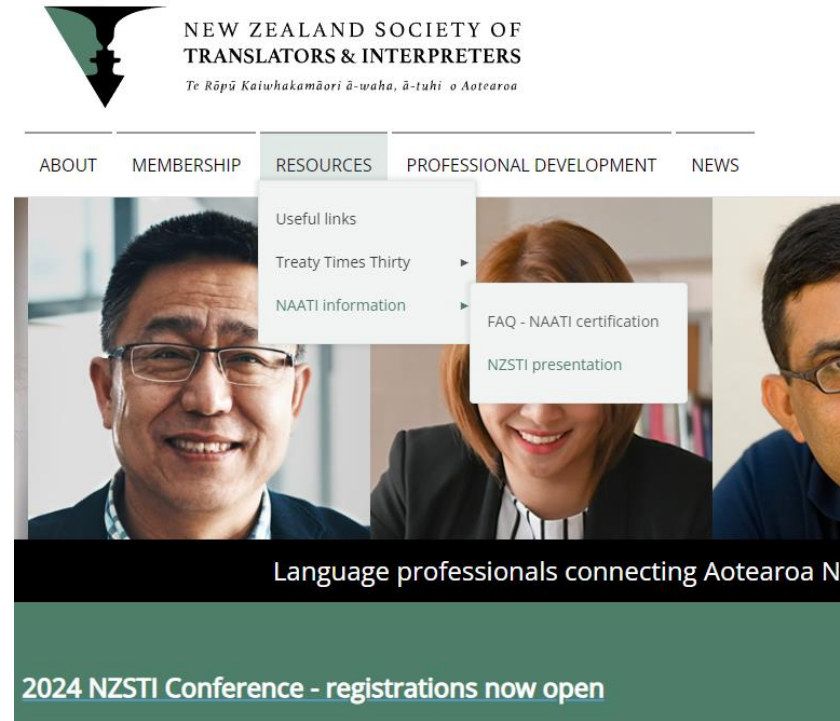 NEW ZEALAND SOCIETY OF
TRANSLATORS & INTERPRETERS
Te Rōpū Kaiwhakamāori ā-waha, ā-tuhi o Aotearoa
ABOUT MEMBERSHIP RESOURCES PROFESSIONAL DEVELOPMENT NEWS
Useful links
Treaty Times Thirty
NAATI information
FAQ - NAATI certification
NZSTI presentation
Language professionals connecting Aotearoa N
2024 NZSTI Conference - registrations now open